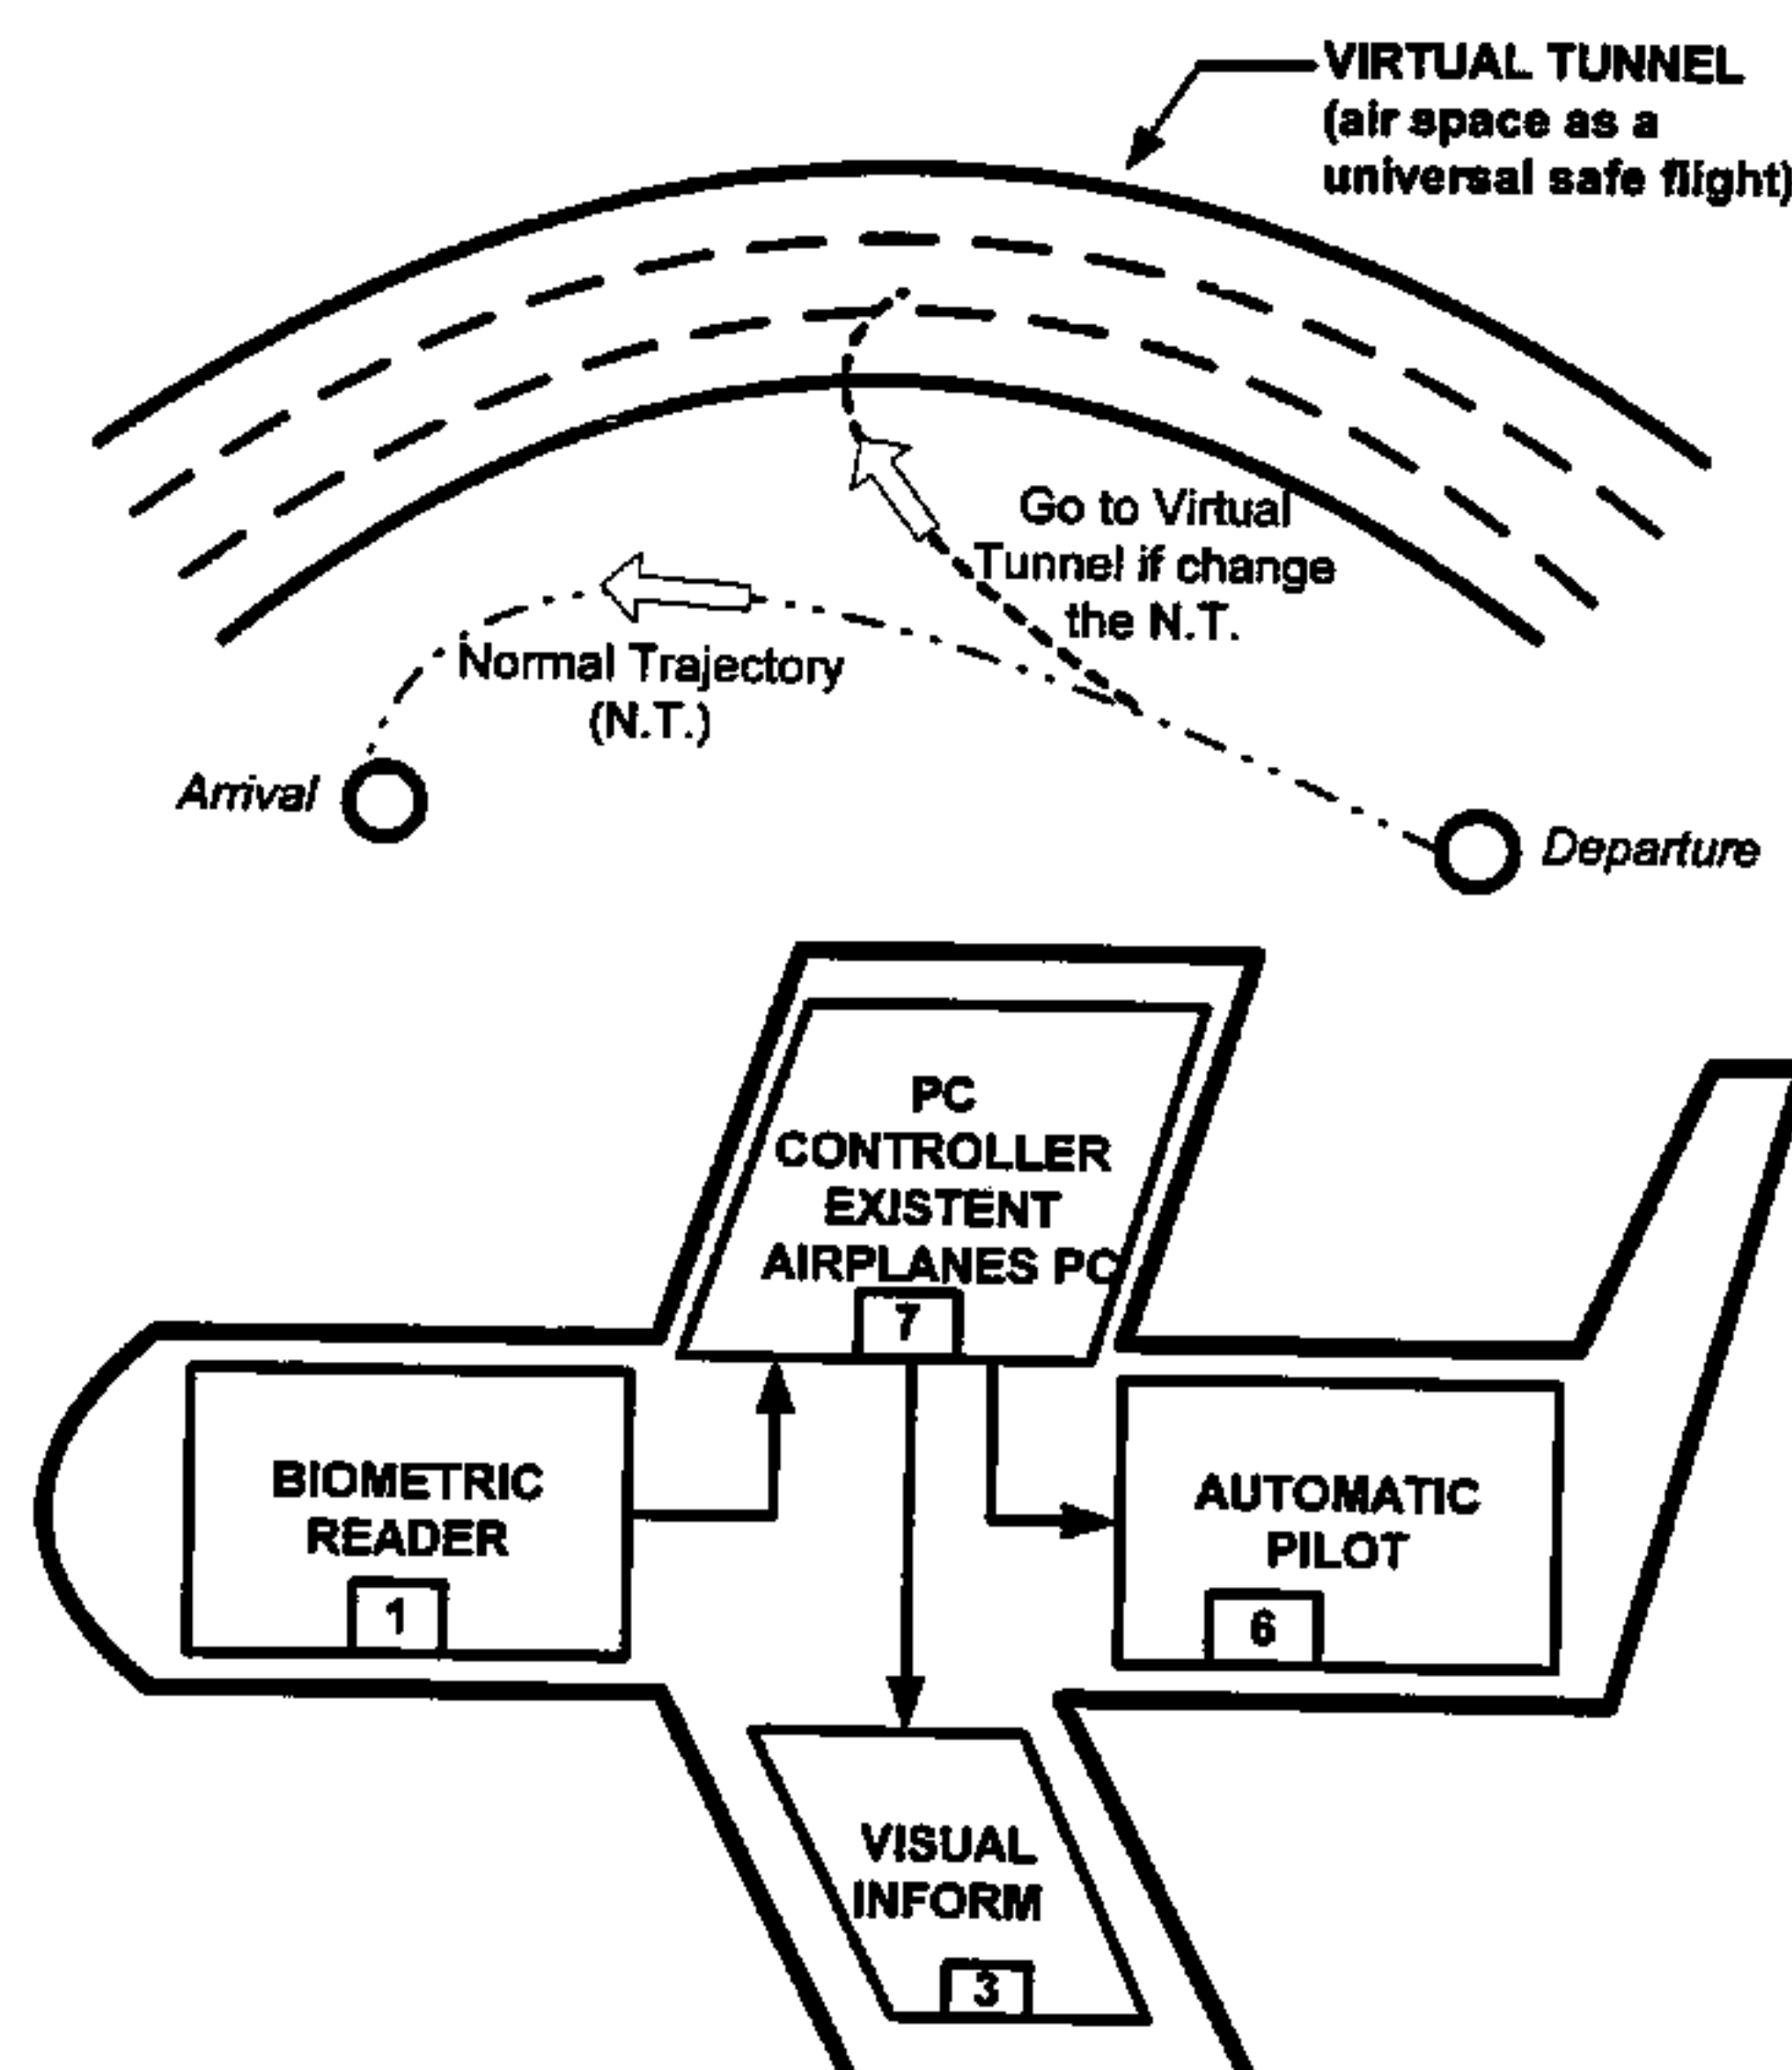 VIRTUAL TUNNEL
(air space as a
universal safe flight)
Go to Virtual
Tunnel if change
the N.T.
Normal Trajectory
(N.T.)
Arrival
Departure
PC
CONTROLLER
EXISTENT
AIRPLANES PC
7
BIOMETRIC
READER
1
AUTOMATIC
PILOT
6
VISUAL
INFORM
3